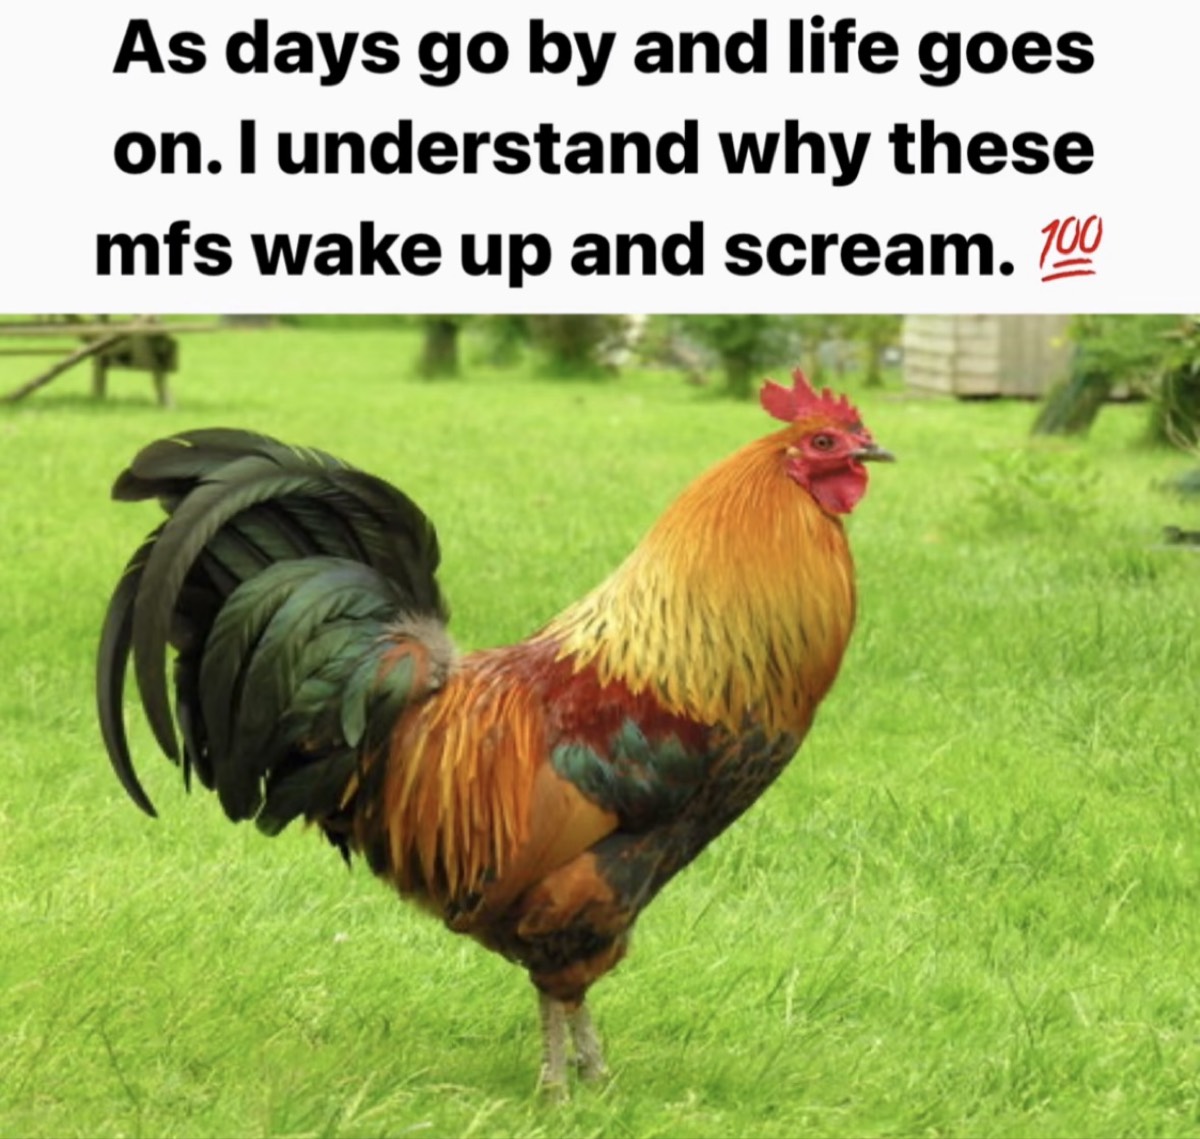 As days go by and life goes
on. I understand why these
mfs wake up and scream. 💯